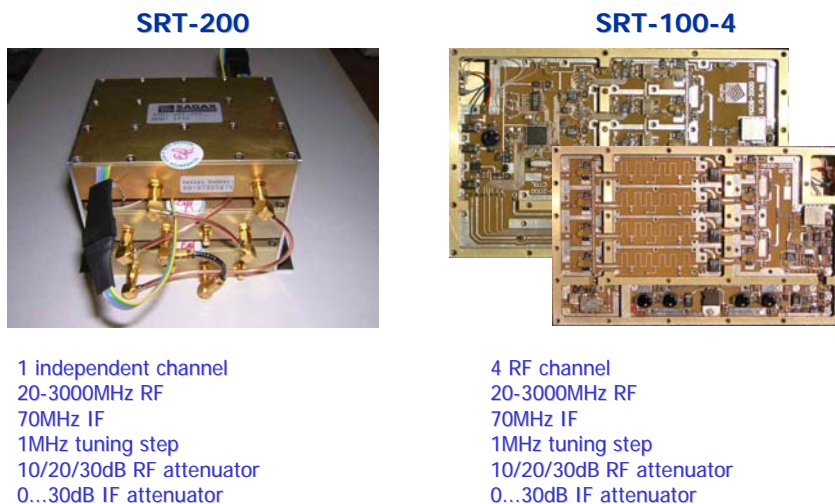 SRT-200
SRT-100-4
SAGAX
1 independent channel
20-3000MHz RF
70MHz IF
1MHz tuning step
10/20/30dB RF attenuator
0...30dB IF attenuator
4 RF channel
20-3000MHz RF
70MHz IF
1MHz tuning step
10/20/30dB RF attenuator
0...30dB IF attenuator